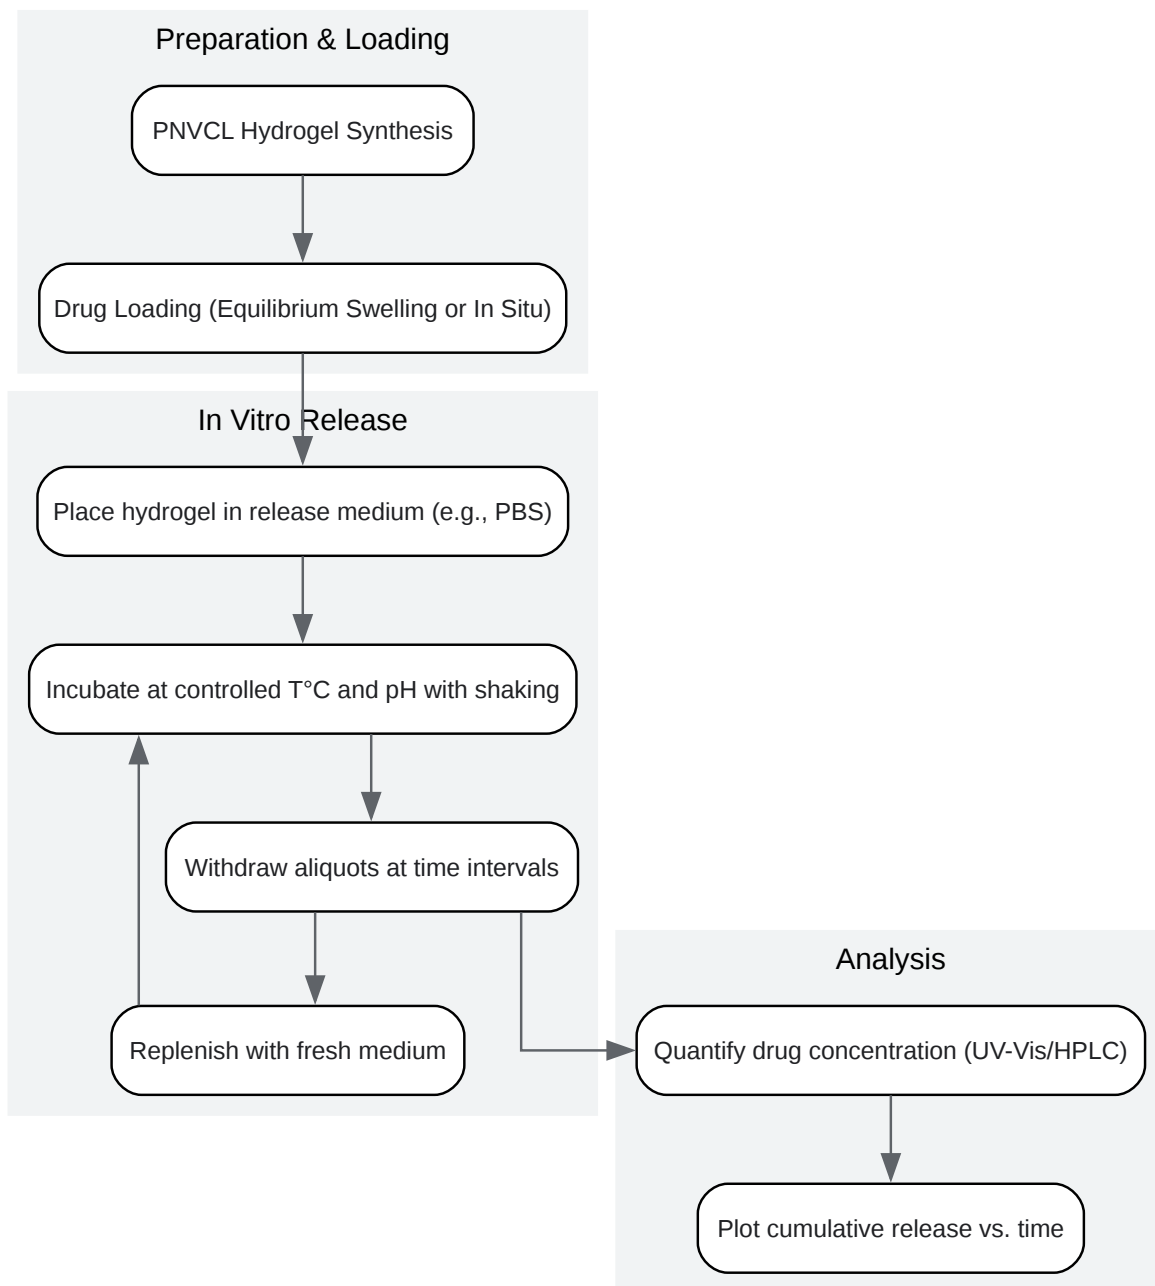 Preparation & Loading
PNVCL Hydrogel Synthesis
Drug Loading (Equilibrium Swelling or In Situ)
In Vitro Release
Place hydrogel in release medium (e.g., PBS)
Incubate at controlled T°C and pH with shaking
Withdraw aliquots at time intervals
Replenish with fresh medium
Analysis
Quantify drug concentration (UV-Vis/HPLC)
Plot cumulative release vs. time